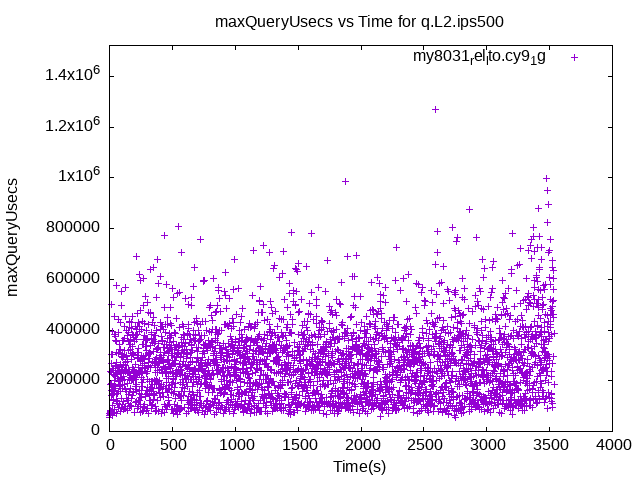 maxQueryUsecs vs Time for q.L2.ips500
my8031_rel_lto.cy9_1g
1.4x10^6
1.2x10^6
1x10^6
800000
600000
400000
200000
0
maxQueryUsecs
0 500 1000 1500 2000 2500 3000 3500 4000
Time(s)